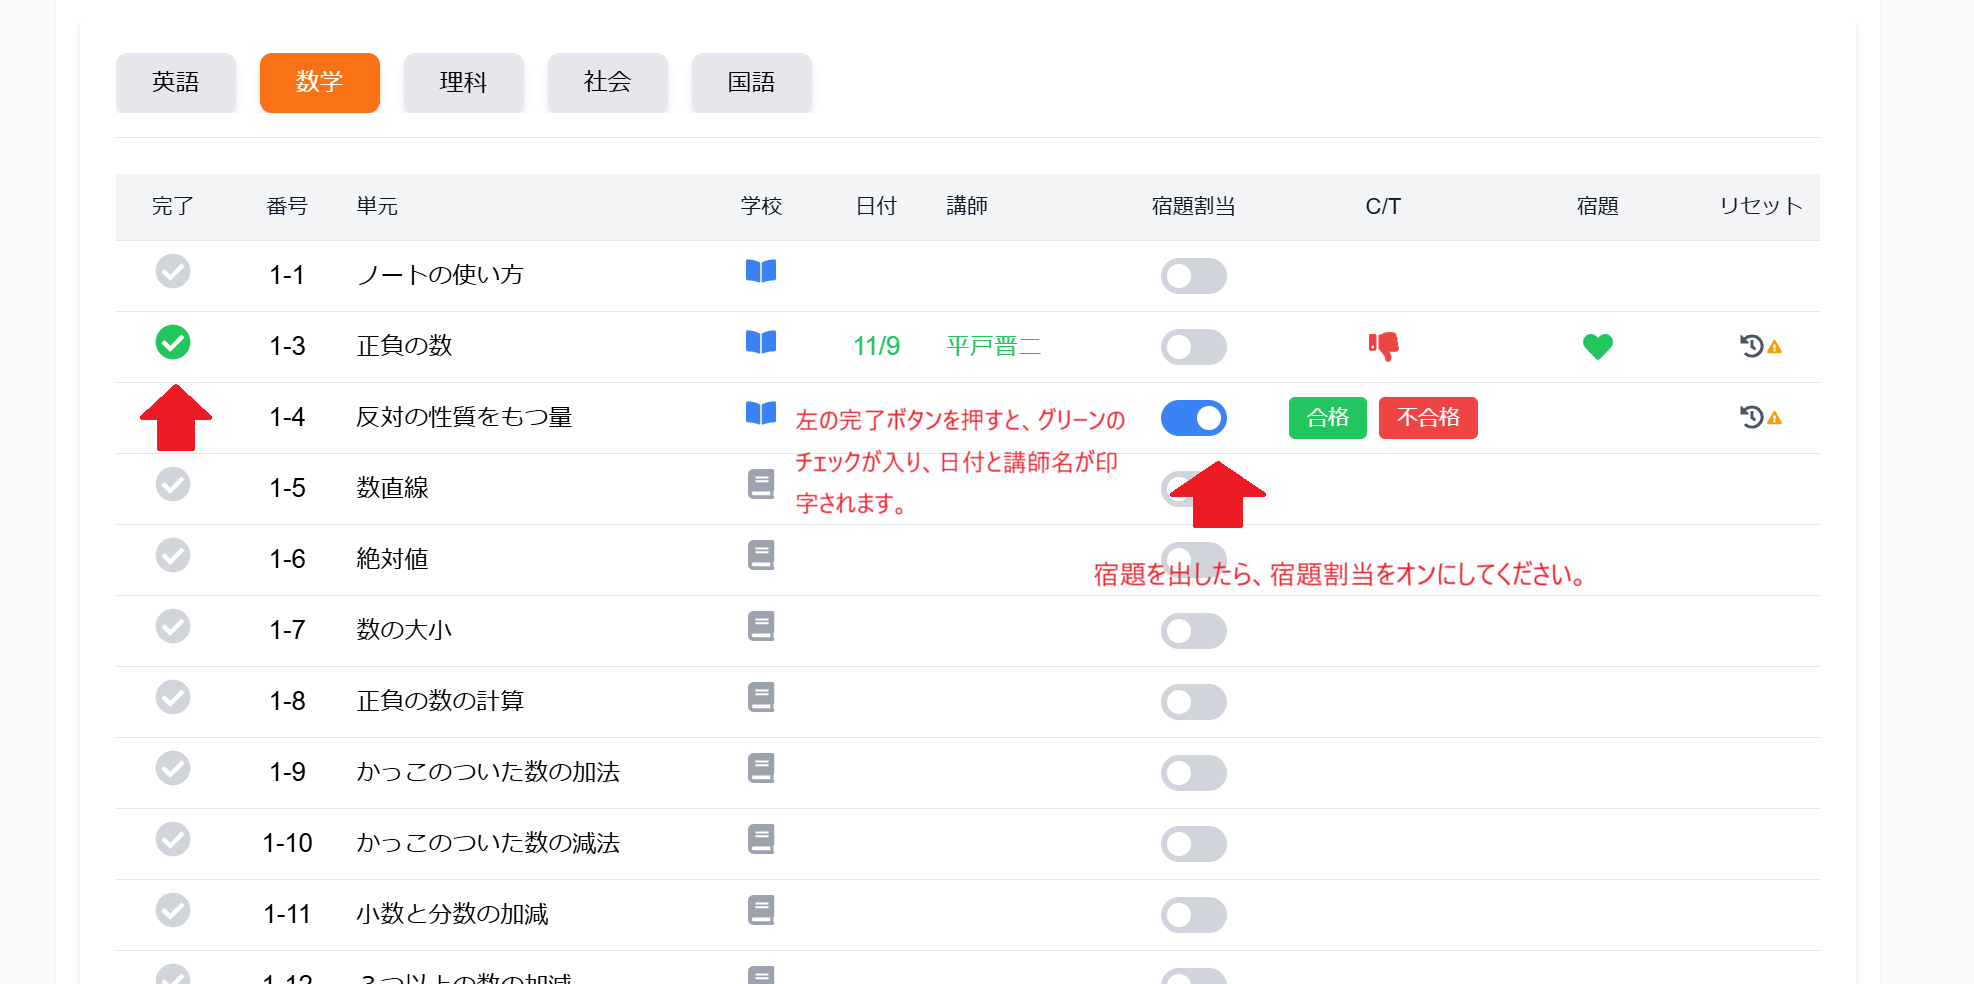 英語 数学 理科 社会 国語
完了 番号 単元 学校 日付 講師 宿題割当 C/T 宿題 リセット
1-1 ノートの使い方
1-3 正負の数 11/9 平戸晋二
1-4 反対の性質をもつ量 合格 不合格
左の完了ボタンを押すと、グリーンの
チェックが入り、日付と講師名が印
字されます。
1-5 数直線
1-6 絶対値
宿題を出したら、宿題割当をオンにしてください。
1-7 数の大小
1-8 正負の数の計算
1-9 かっこのついた数の加法
1-10 かっこのついた数の減法
1-11 小数と分数の加減
1-12 3つ以上の数の加減